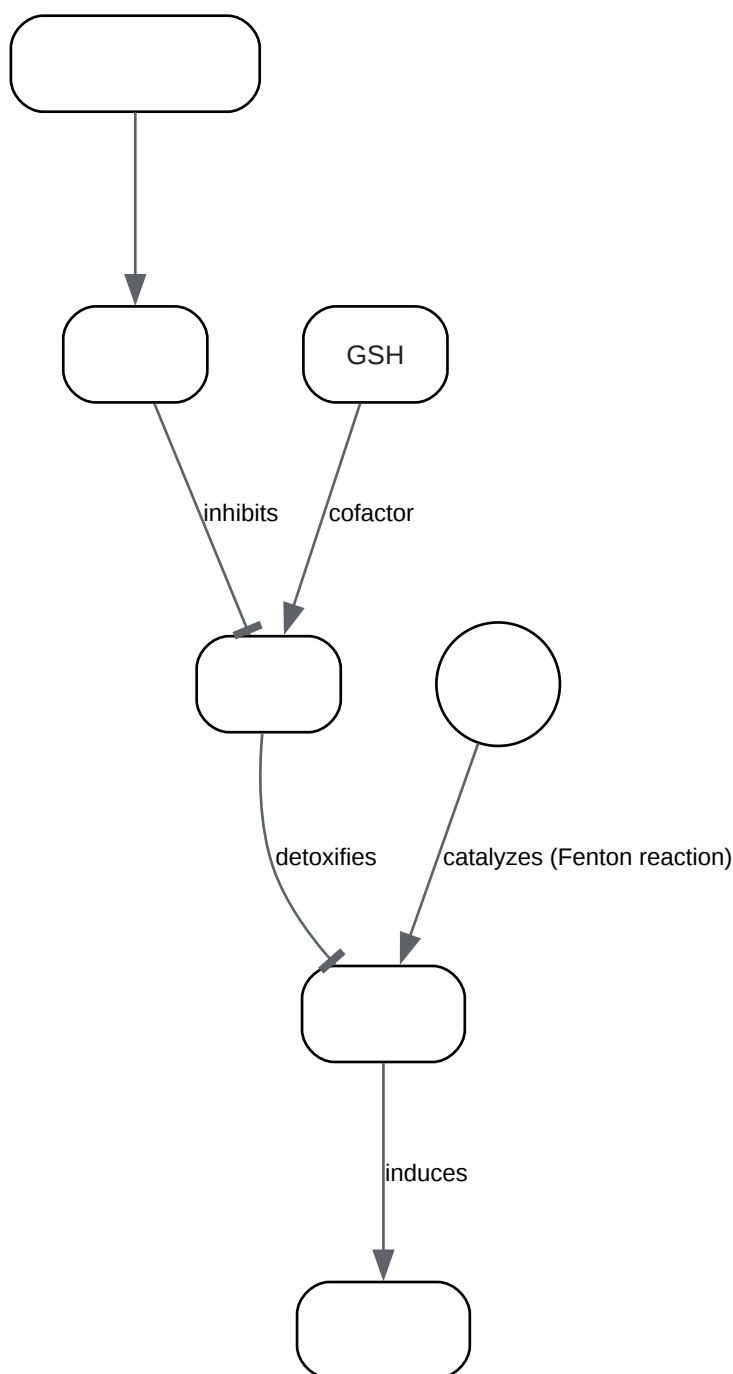 GSH
inhibits
cofactor
detoxifies
catalyzes (Fenton reaction)
induces